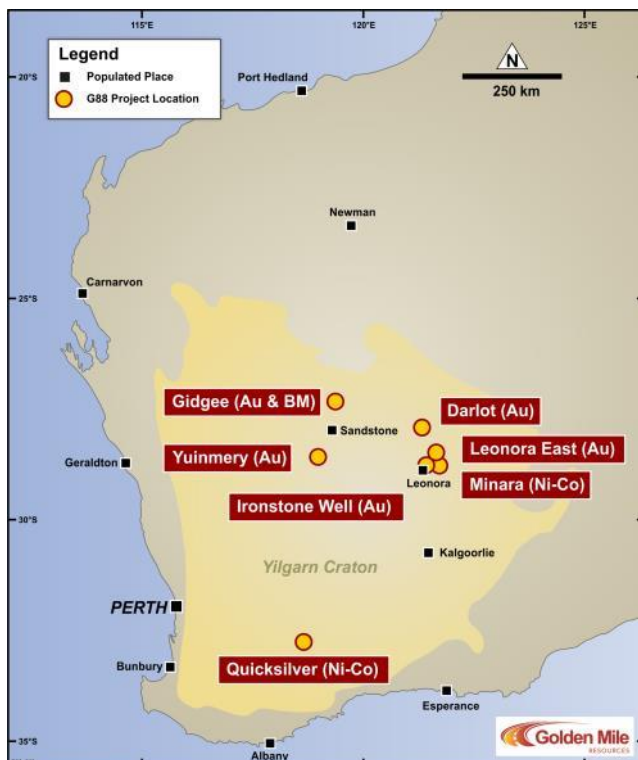 115°E
120°E
125°E
Legend
Populated Place
G88 Project Location
N
250 km
20°S
Port Hedland
Newman
Carnarvon
25°S
Gidgee (Au & BM)
Sandstone
Darlot (Au)
Yuinmery (Au)
Leonora East (Au)
Geraldton
Leonora
Minara (Ni-Co)
Ironstone Well (Au)
30°S
Kalgoorlie
Yilgarn Craton
PERTH
Bunbury
Quicksilver (Ni-Co)
Esperance
35°S
Albany
Golden Mile
RESOURCES